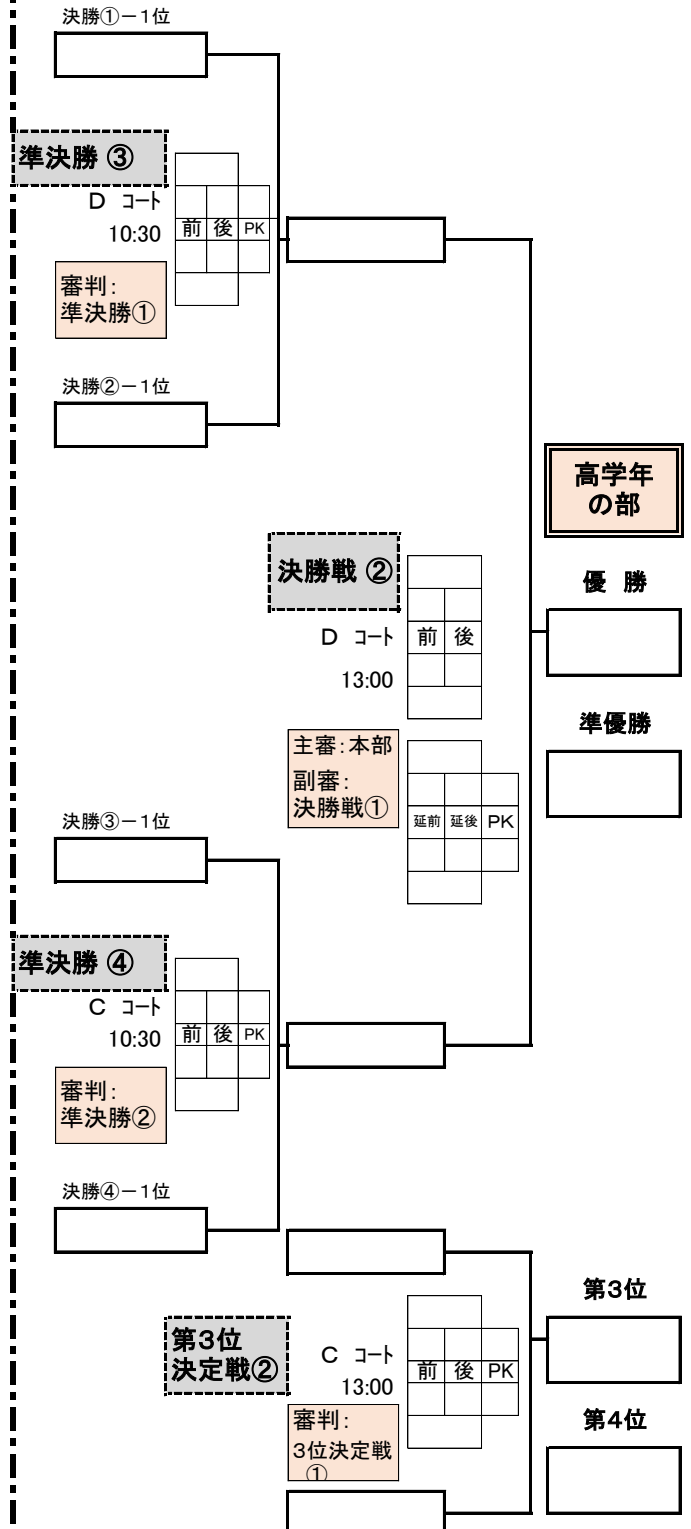 決勝①－1位
準決勝 ③
D コート
10:30
前 後 PK
審判：
準決勝①
決勝②－1位
高学年
の部
決勝戦 ②
優 勝
D コート
前 後
13:00
準優勝
主審：本部
副審：
決勝戦①
延前 延後 PK
決勝③－1位
準決勝 ④
C コート
10:30
前 後 PK
審判：
準決勝②
決勝④－1位
第3位
第3位
決定戦②
C コート
13:00
前 後 PK
審判：
3位決定戦
①
第4位